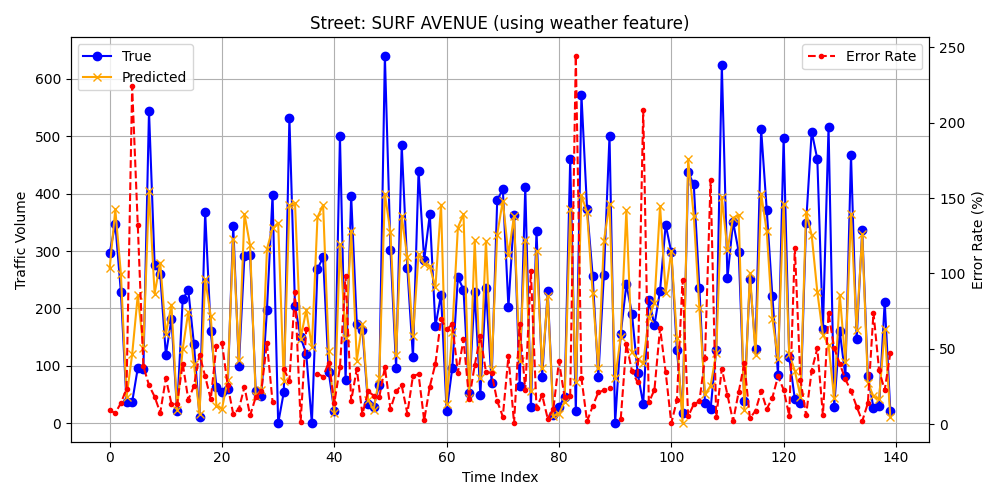 Street: SURF AVENUE (using weather feature)
True
Predicted
Error Rate
Traffic Volume
600
500
400
300
200
100
0
250
200
150
100
50
0
Error Rate (%)
0 20 40 60 80 100 120 140
Time Index